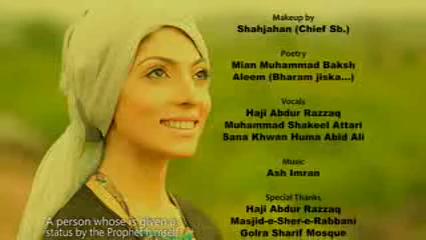 Makeup by
Shahjahan (Chief Sb.)
Poetry
Mian Muhammad Baksh
Aleem (Bharam jiska...)
Vocals
Haji Abdur Razzaq
Muhammad Shakeel Attari
Sana Khwan Huma Abid Ali
Music
Ash Imran
Special Thanks
Haji Abdur Razzaq
Masjid-e-Sher-e-Rabbani
Golra Sharif Mosque
A person whose is given a
status by the Prophet himself